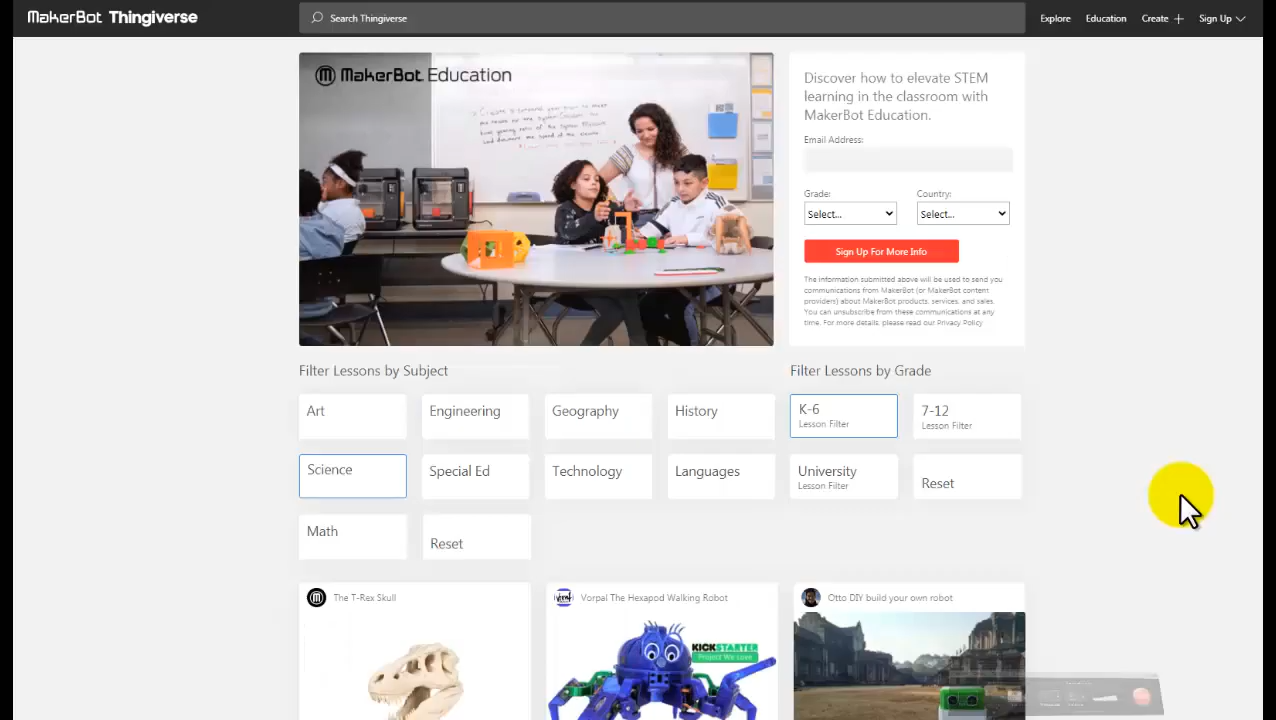 MakerBot Thingiverse
Search Thingiverse
Explore
Education
Create
Sign Up
MakerBot Education
Discover how to elevate STEM
learning in the classroom with
MakerBot Education.
Email Address:
Grade:
Country:
Select...
Select...
Sign Up For More Info
The information submitted above will be used to send you
communications from MakerBot (or MakerBot content
providers) about MakerBot products, services, and sales.
You can unsubscribe from these communications at any
time. For more details, please read our Privacy Policy
Filter Lessons by Subject
Filter Lessons by Grade
Art
Engineering
Geography
History
K-6
Lesson Filter
7-12
Lesson Filter
Science
Special Ed
Technology
Languages
University
Lesson Filter
Reset
Math
Reset
The T-Rex Skull
Vorpal The Hexapod Walking Robot
Otto DIY build your own robot
KICKSTARTER
Project We Love